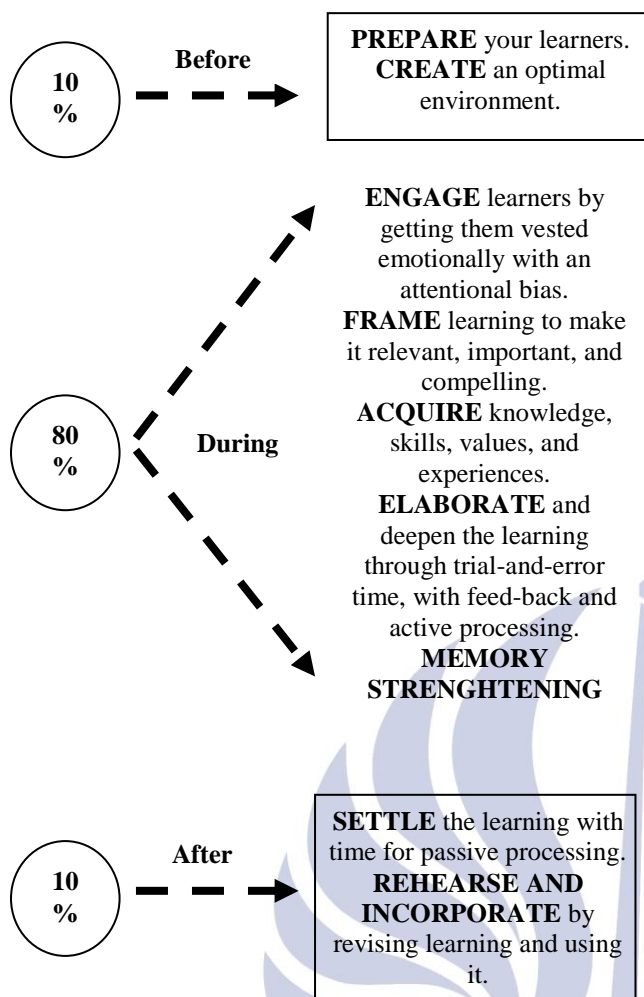 10
%
Before
PREPARE your learners.
CREATE an optimal
environment.
80
%
During
ENGAGE learners by
getting them vested
emotionally with an
attentional bias.
FRAME learning to make
it relevant, important, and
compelling.
ACQUIRE knowledge,
skills, values, and
experiences.
ELABORATE and
deepen the learning
through trial-and-error
time, with feed-back and
active processing.
MEMORY
STRENGHTENING
10
%
After
SETTLE the learning with
time for passive processing.
REHEARSE AND
INCORPORATE by
revising learning and using
it.